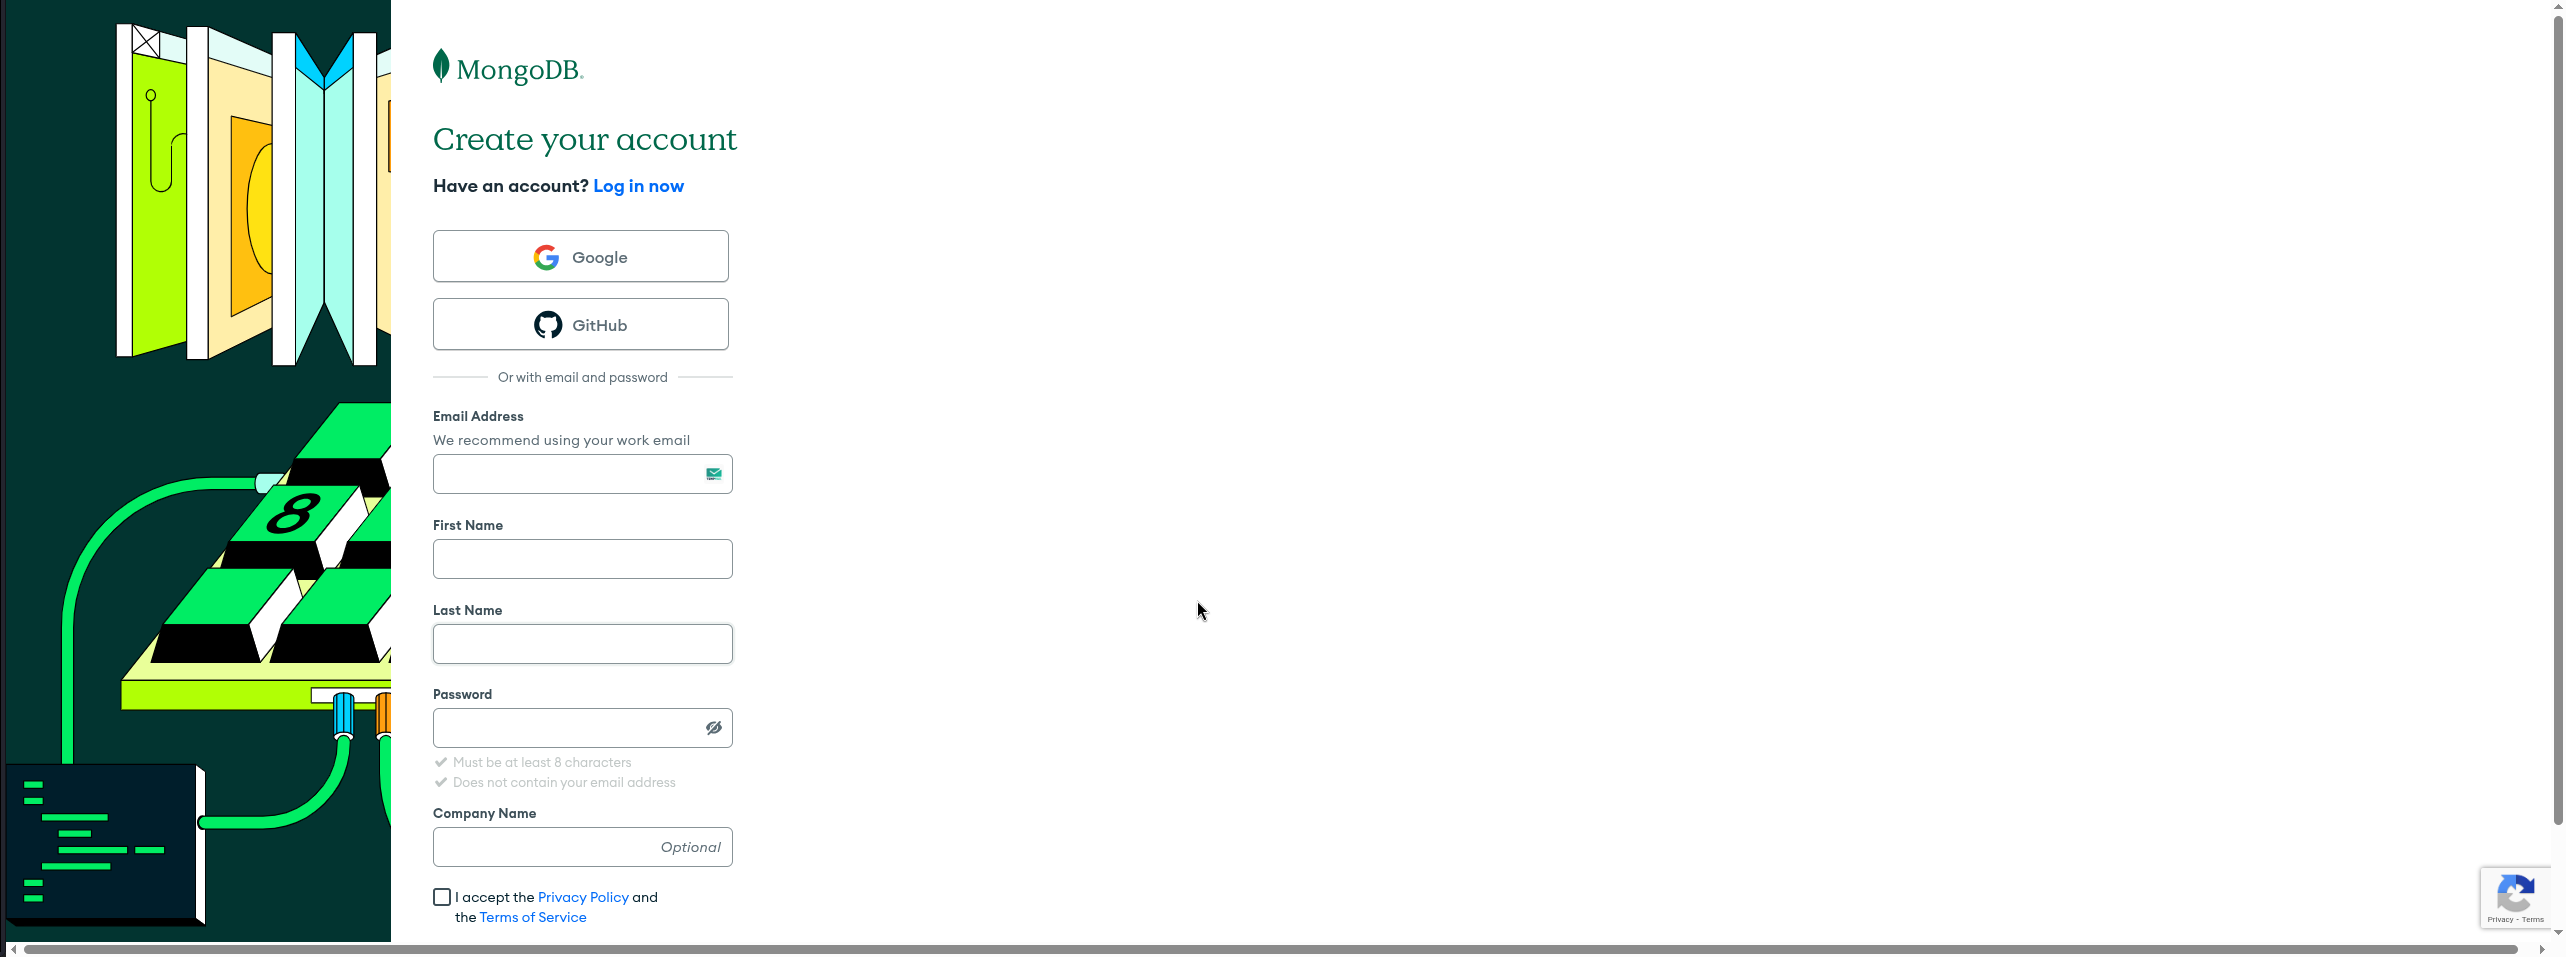 MongoDB
Create your account
Have an account? Log in now
Google
GitHub
Or with email and password
Email Address
We recommend using your work email
First Name
8
Last Name
Password
Must be at least 8 characters
Does not contain your email address
Company Name
Optional
I accept the Privacy Policy and
the Terms of Service
Privacy - Terms